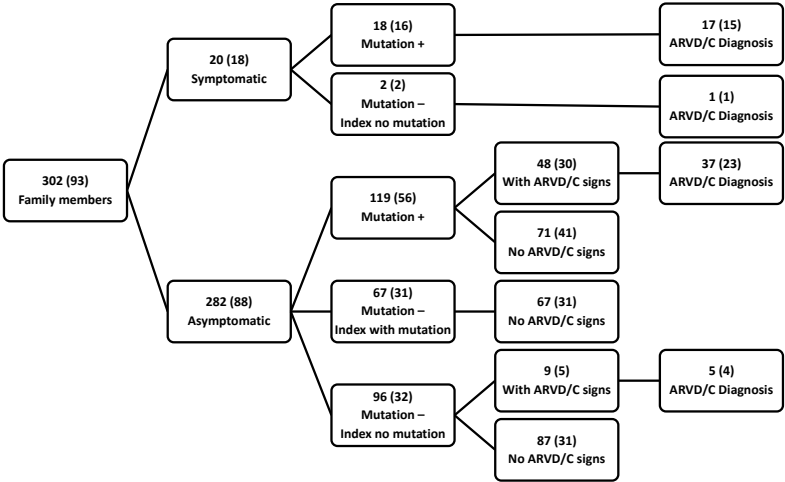 302 (93)
Family members
20 (18)
Symptomatic
282 (88)
Asymptomatic
18 (16)
Mutation +
2 (2)
Mutation –
Index no mutation
119 (56)
Mutation +
67 (31)
Mutation –
Index with mutation
96 (32)
Mutation –
Index no mutation
48 (30)
With ARVD/C signs
71 (41)
No ARVD/C signs
67 (31)
No ARVD/C signs
9 (5)
With ARVD/C signs
87 (31)
No ARVD/C signs
17 (15)
ARVD/C Diagnosis
1 (1)
ARVD/C Diagnosis
37 (23)
ARVD/C Diagnosis
5 (4)
ARVD/C Diagnosis